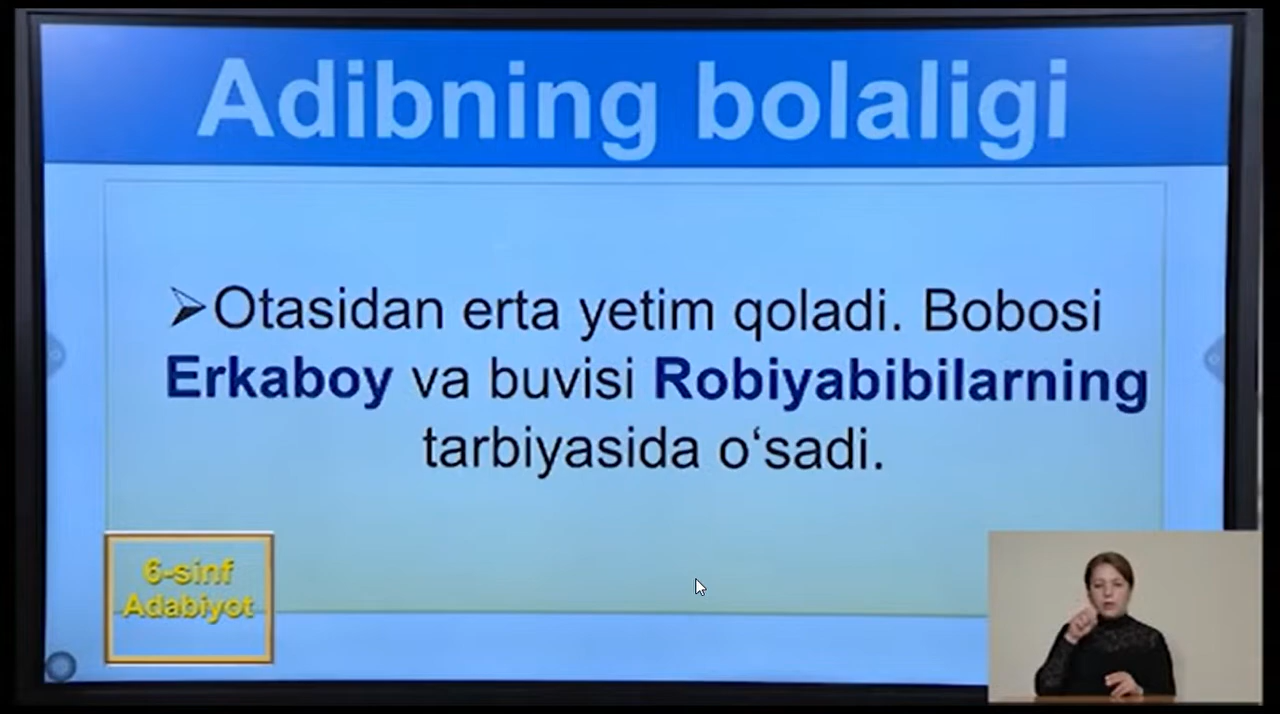 Adibning bolaligi
➢Otasidan erta yetim qoladi. Bobosi
Erkaboy va buvisi Robiyabibilarning
tarbiyasida o‘sadi.
6-sinf
Adabiyot